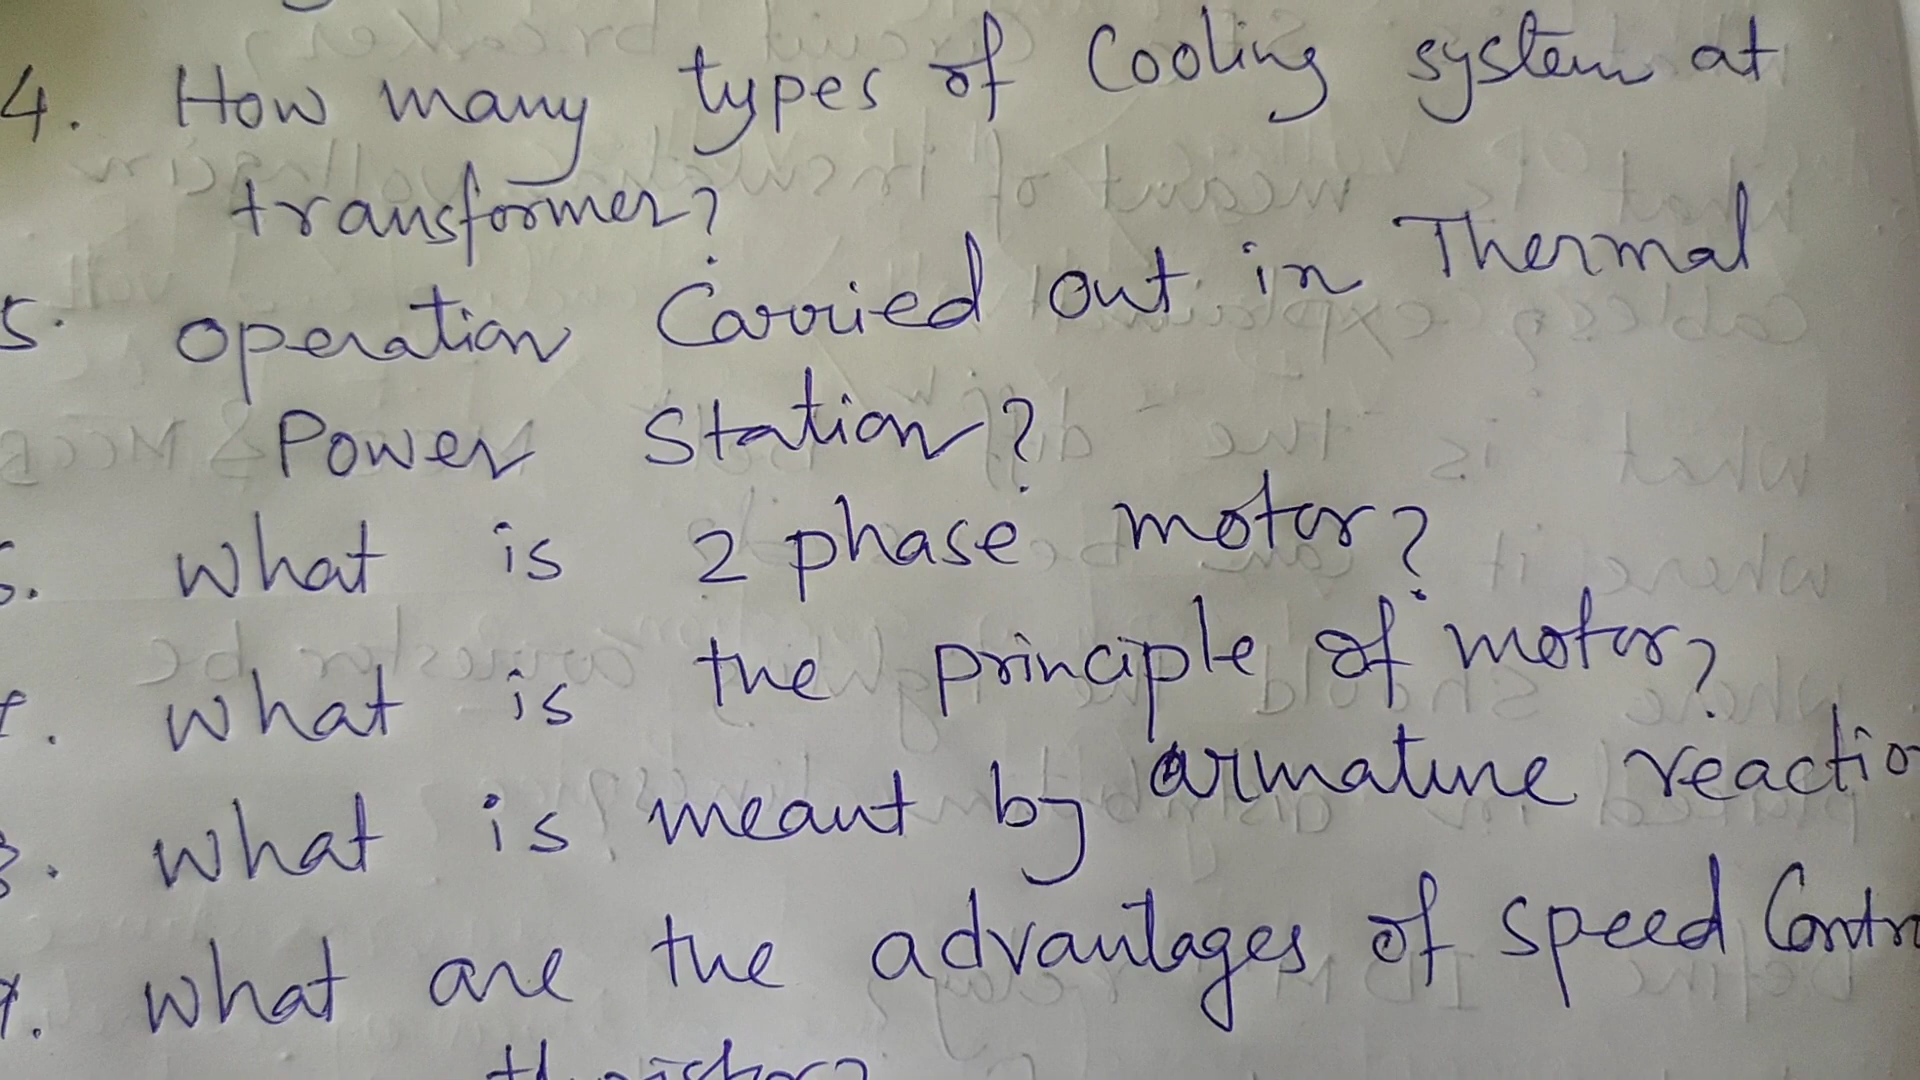 4. How many types of Cooling system at
transformer?
5. operation Carried out in Thermal
Power Station?
what is 2 phase motor?
what is the principle of motor?
what is meant by armature reactio
what are the advantages of speed Contro
thyristor?